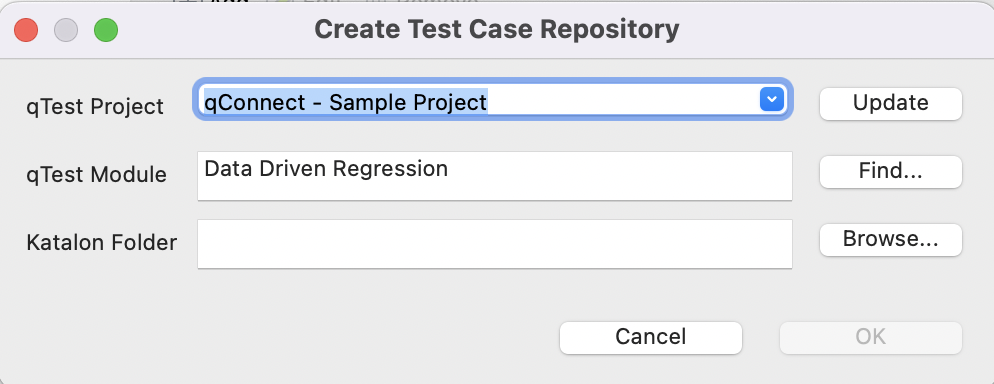 Create Test Case Repository
qTest Project qConnect - Sample Project Update
qTest Module Data Driven Regression Find...
Katalon Folder Browse...
Cancel OK